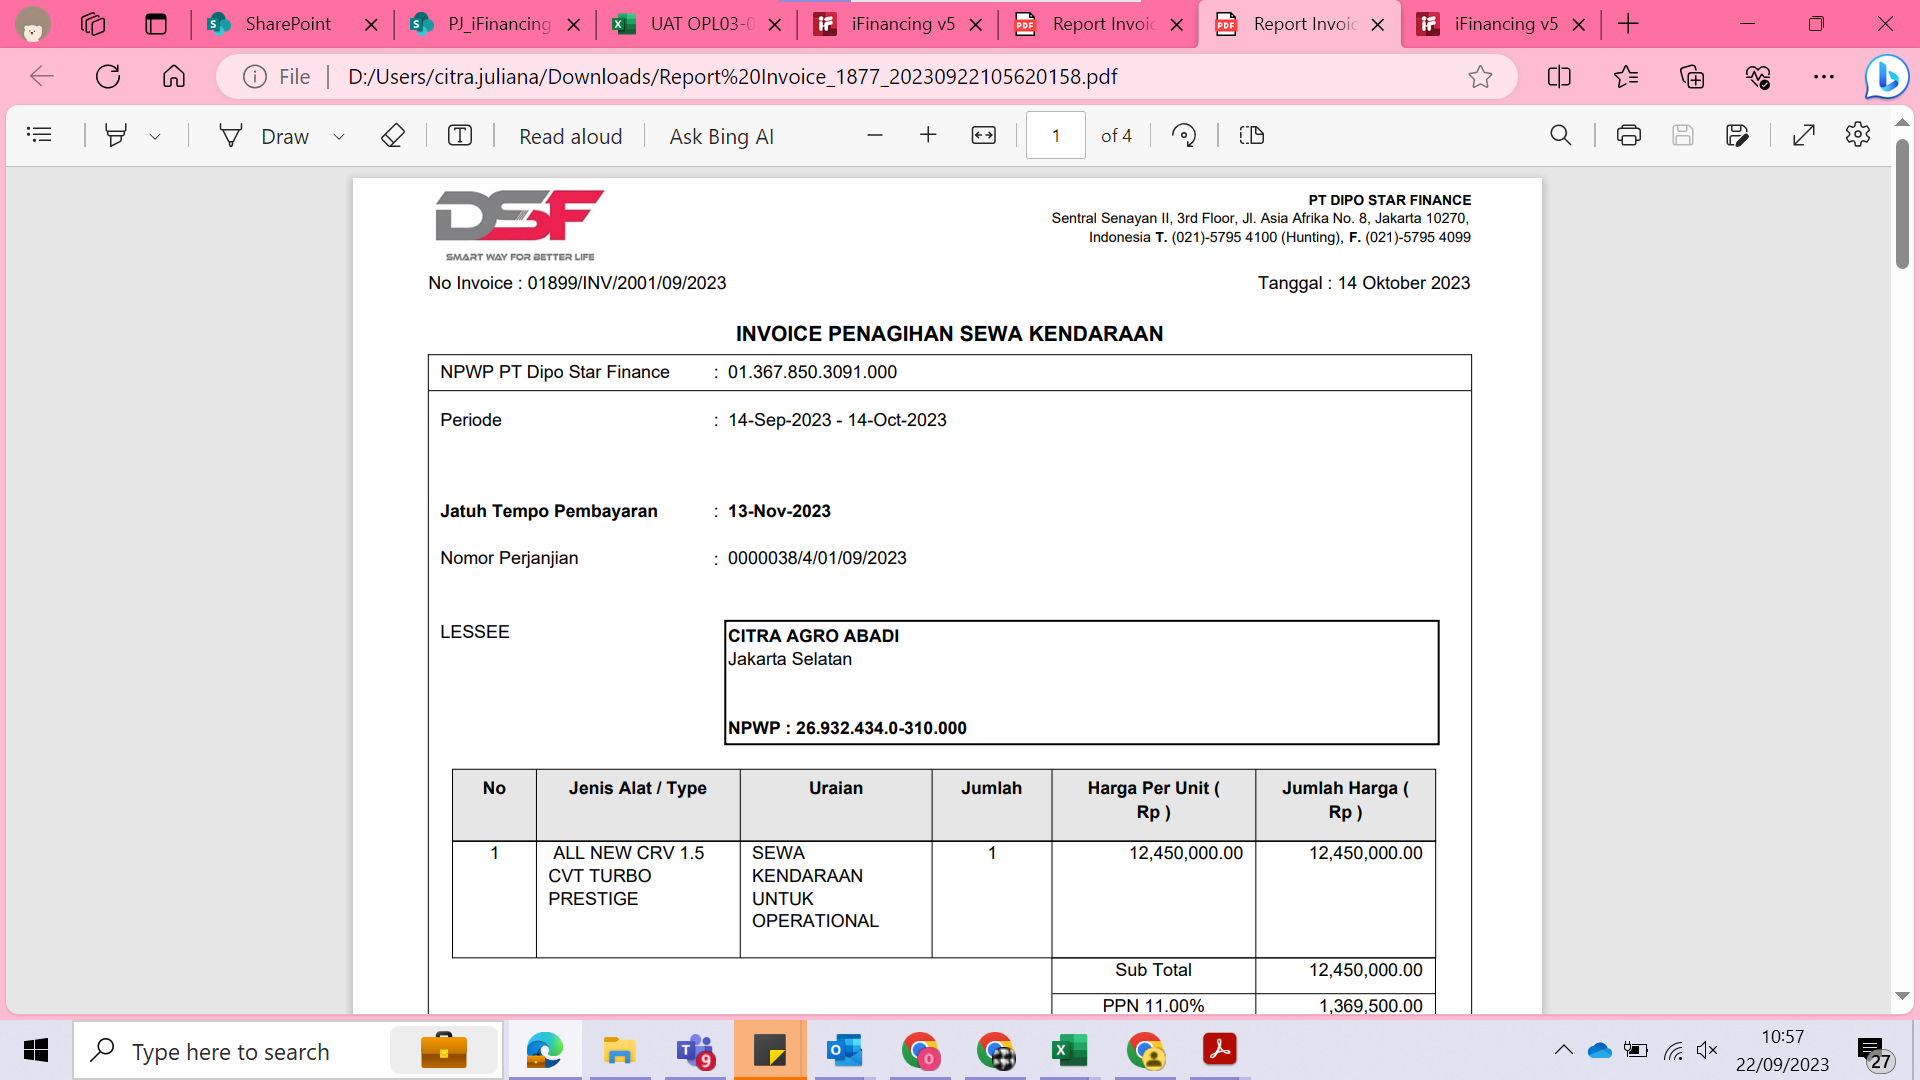 SharePoint
PJ_iFinancing
UAT OPL03-0
iFinancing v5
Report Invoic
Report Invoic
iFinancing v5
File
D:/Users/citra.juliana/Downloads/Report%20Invoice_1877_20230922105620158.pdf
Draw
Read aloud
Ask Bing AI
1
of 4
DSF
SMART WAY FOR BETTER LIFE
PT DIPO STAR FINANCE
Sentral Senayan II, 3rd Floor, Jl. Asia Afrika No. 8, Jakarta 10270,
Indonesia T. (021)-5795 4100 (Hunting), F. (021)-5795 4099
No Invoice : 01899/INV/2001/09/2023
Tanggal : 14 Oktober 2023
INVOICE PENAGIHAN SEWA KENDARAAN
NPWP PT Dipo Star Finance : 01.367.850.3091.000
Periode : 14-Sep-2023 - 14-Oct-2023
Jatuh Tempo Pembayaran : 13-Nov-2023
Nomor Perjanjian : 0000038/4/01/09/2023
LESSEE
CITRA AGRO ABADI
Jakarta Selatan
NPWP : 26.932.434.0-310.000
No
Jenis Alat / Type
Uraian
Jumlah
Harga Per Unit (
Rp )
Jumlah Harga (
Rp )
1
ALL NEW CRV 1.5
CVT TURBO
PRESTIGE
SEWA
KENDARAAN
UNTUK
OPERATIONAL
1
12,450,000.00
12,450,000.00
Sub Total
12,450,000.00
PPN 11.00%
1,369,500.00
Type here to search
9
10:57
22/09/2023
27